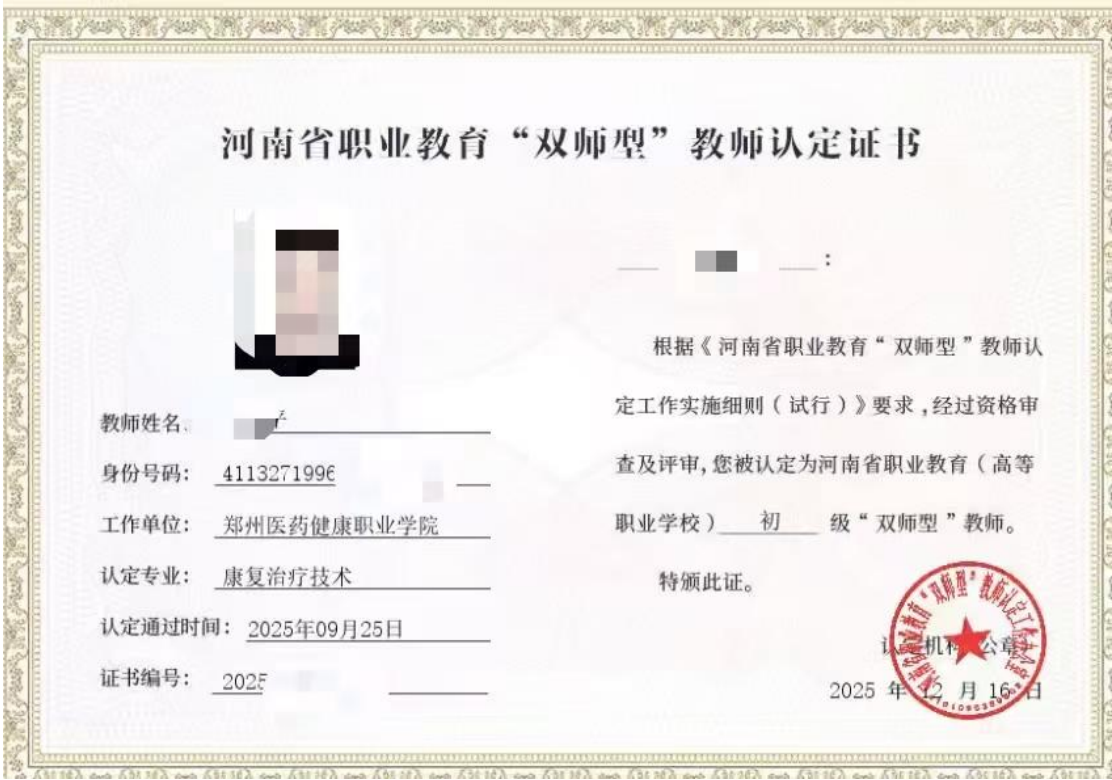 河南省职业教育“双师型”教师认定证书
：
根据《河南省职业教育“双师型”教师认
定工作实施细则（试行）》要求，经过资格审
查及评审，您被认定为河南省职业教育（高等
职业学校） 初 级“双师型”教师。
特颁此证。
教师姓名
身份号码： 4113271996
工作单位： 郑州医药健康职业学院
认定专业： 康复治疗技术
认定通过时间： 2025年09月25日
证书编号： 2025
公章
2025 年 12 月 16 日